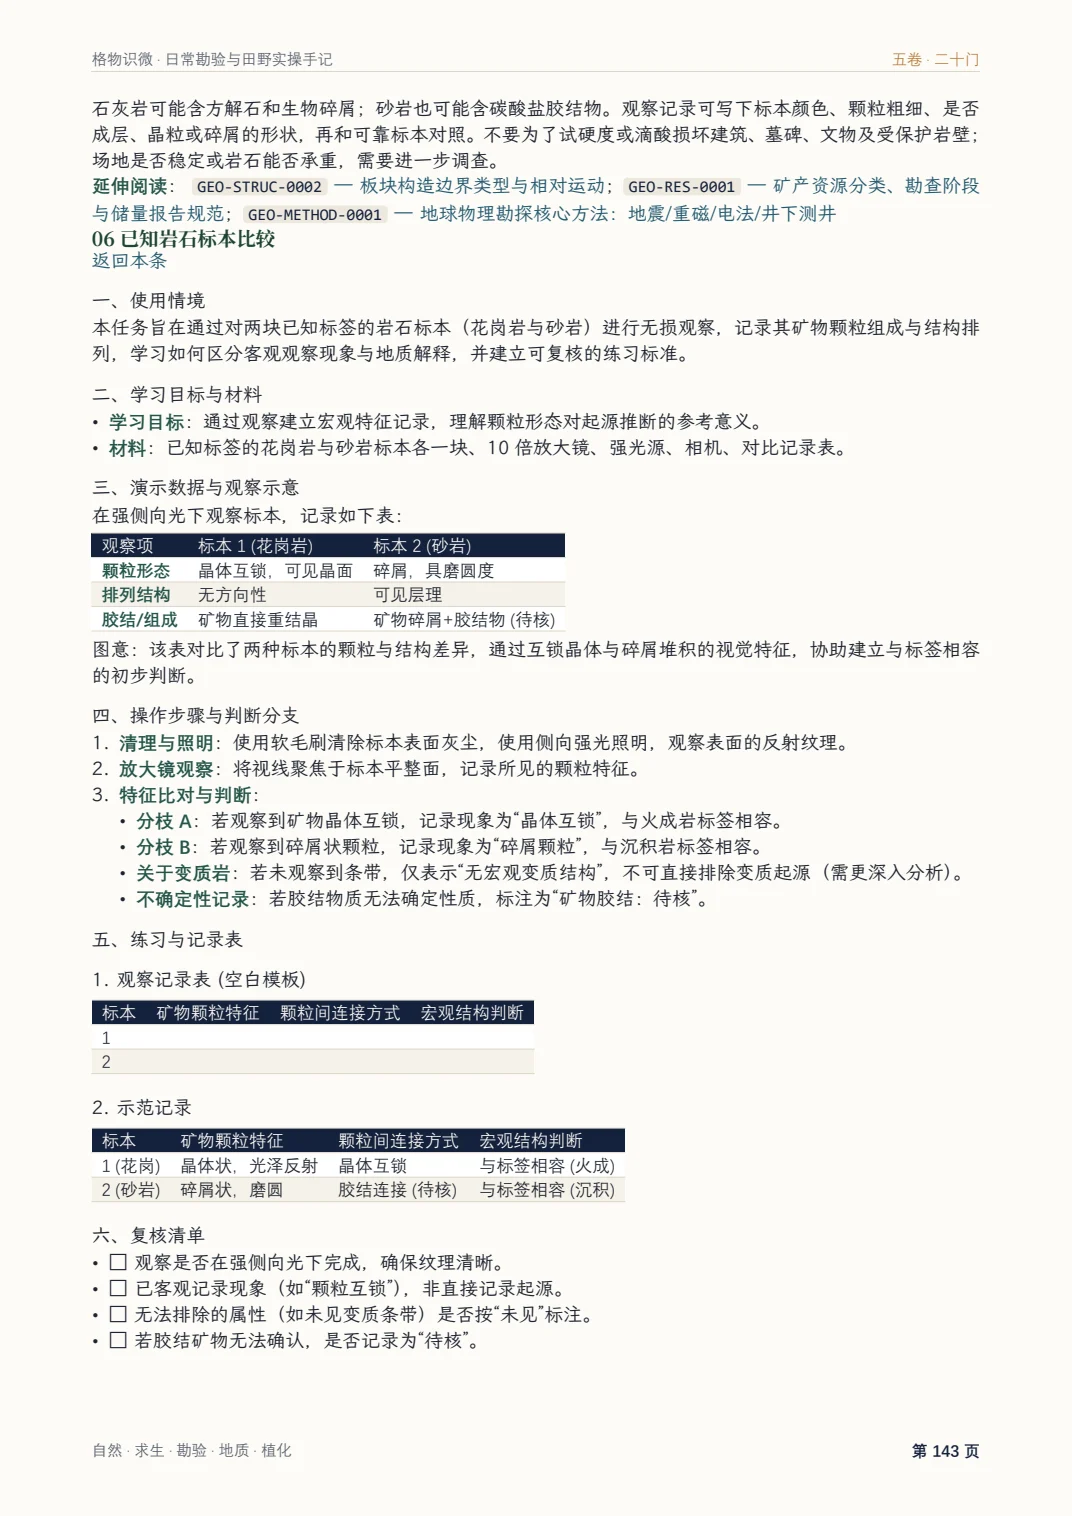 格物识微 · 日常勘验与田野实操手记
五卷 · 二十门
石灰岩可能含方解石和生物碎屑；砂岩也可能含碳酸盐胶结物。观察记录可写下标本颜色、颗粒粗细、是否
成层、晶粒或碎屑的形状，再和可靠标本对照。不要为了试硬度或滴酸损坏建筑、墓碑、文物及受保护岩壁；
场地是否稳定或岩石能否承重，需要进一步调查。
延伸阅读： GEO-STRUC-0002 — 板块构造边界类型与相对运动；GEO-RES-0001 — 矿产资源分类、勘查阶段
与储量报告规范；GEO-METHOD-0001 — 地球物理勘探核心方法：地震/重磁/电法/井下测井
06 已知岩石标本比较
返回本条
一、使用情境
本任务旨在通过对两块已知标签的岩石标本（花岗岩与砂岩）进行无损观察，记录其矿物颗粒组成与结构排
列，学习如何区分客观观察现象与地质解释，并建立可复核的练习标准。
二、学习目标与材料
• 学习目标：通过观察建立宏观特征记录，理解颗粒形态对起源推断的参考意义。
• 材料：已知标签的花岗岩与砂岩标本各一块、10 倍放大镜、强光源、相机、对比记录表。
三、演示数据与观察示意
在强侧向光下观察标本，记录如下表：
观察项 标本 1 (花岗岩) 标本 2 (砂岩)
颗粒形态 晶体互锁，可见晶面 碎屑，具磨圆度
排列结构 无方向性 可见层理
胶结/组成 矿物直接重结晶 矿物碎屑+胶结物 (待核)
图意：该表对比了两种标本的颗粒与结构差异，通过互锁晶体与碎屑堆积的视觉特征，协助建立与标签相容
的初步判断。
四、操作步骤与判断分支
1. 清理与照明：使用软毛刷清除标本表面灰尘，使用侧向强光照明，观察表面的反射纹理。
2. 放大镜观察：将视线聚焦于标本平整面，记录所见的颗粒特征。
3. 特征比对与判断：
• 分枝 A：若观察到矿物晶体互锁，记录现象为“晶体互锁”，与火成岩标签相容。
• 分枝 B：若观察到碎屑状颗粒，记录现象为“碎屑颗粒”，与沉积岩标签相容。
• 关于变质岩：若未观察到条带，仅表示“无宏观变质结构”，不可直接排除变质起源（需更深入分析）。
• 不确定性记录：若胶结物质无法确定性质，标注为“矿物胶结：待核”。
五、练习与记录表
1. 观察记录表 (空白模板)
标本 矿物颗粒特征 颗粒间连接方式 宏观结构判断
1
2
2. 示范记录
标本 矿物颗粒特征 颗粒间连接方式 宏观结构判断
1 (花岗) 晶体状，光泽反射 晶体互锁 与标签相容 (火成)
2 (砂岩) 碎屑状，磨圆 胶结连接 (待核) 与标签相容 (沉积)
六、复核清单
• ☐ 观察是否在强侧向光下完成，确保纹理清晰。
• ☐ 已客观记录现象（如“颗粒互锁”），非直接记录起源。
• ☐ 无法排除的属性（如未见变质条带）是否按“未见”标注。
• ☐ 若胶结矿物无法确认，是否记录为“待核”。
自然 · 求生 · 勘验 · 地质 · 植化
第 143 页